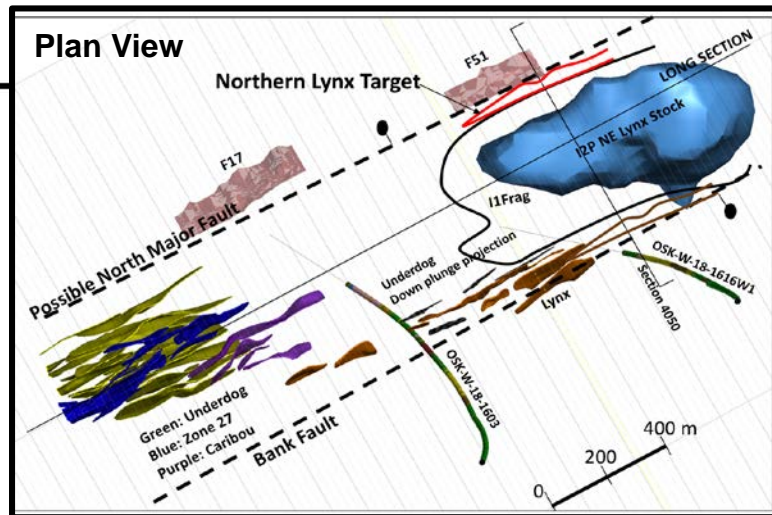 Plan View
F51
Northern Lynx Target
LONG SECTION
I2P NE Lynx Stock
F17
I1Frag
Possible North Major Fault
Underdog
Down plunge projection
OSK-W-18-1616W1
Lynx
Section 4050
OSK-W-18-1603
Green: Underdog
Blue: Zone 27
Purple: Caribou
Bank Fault
0 200 400 m